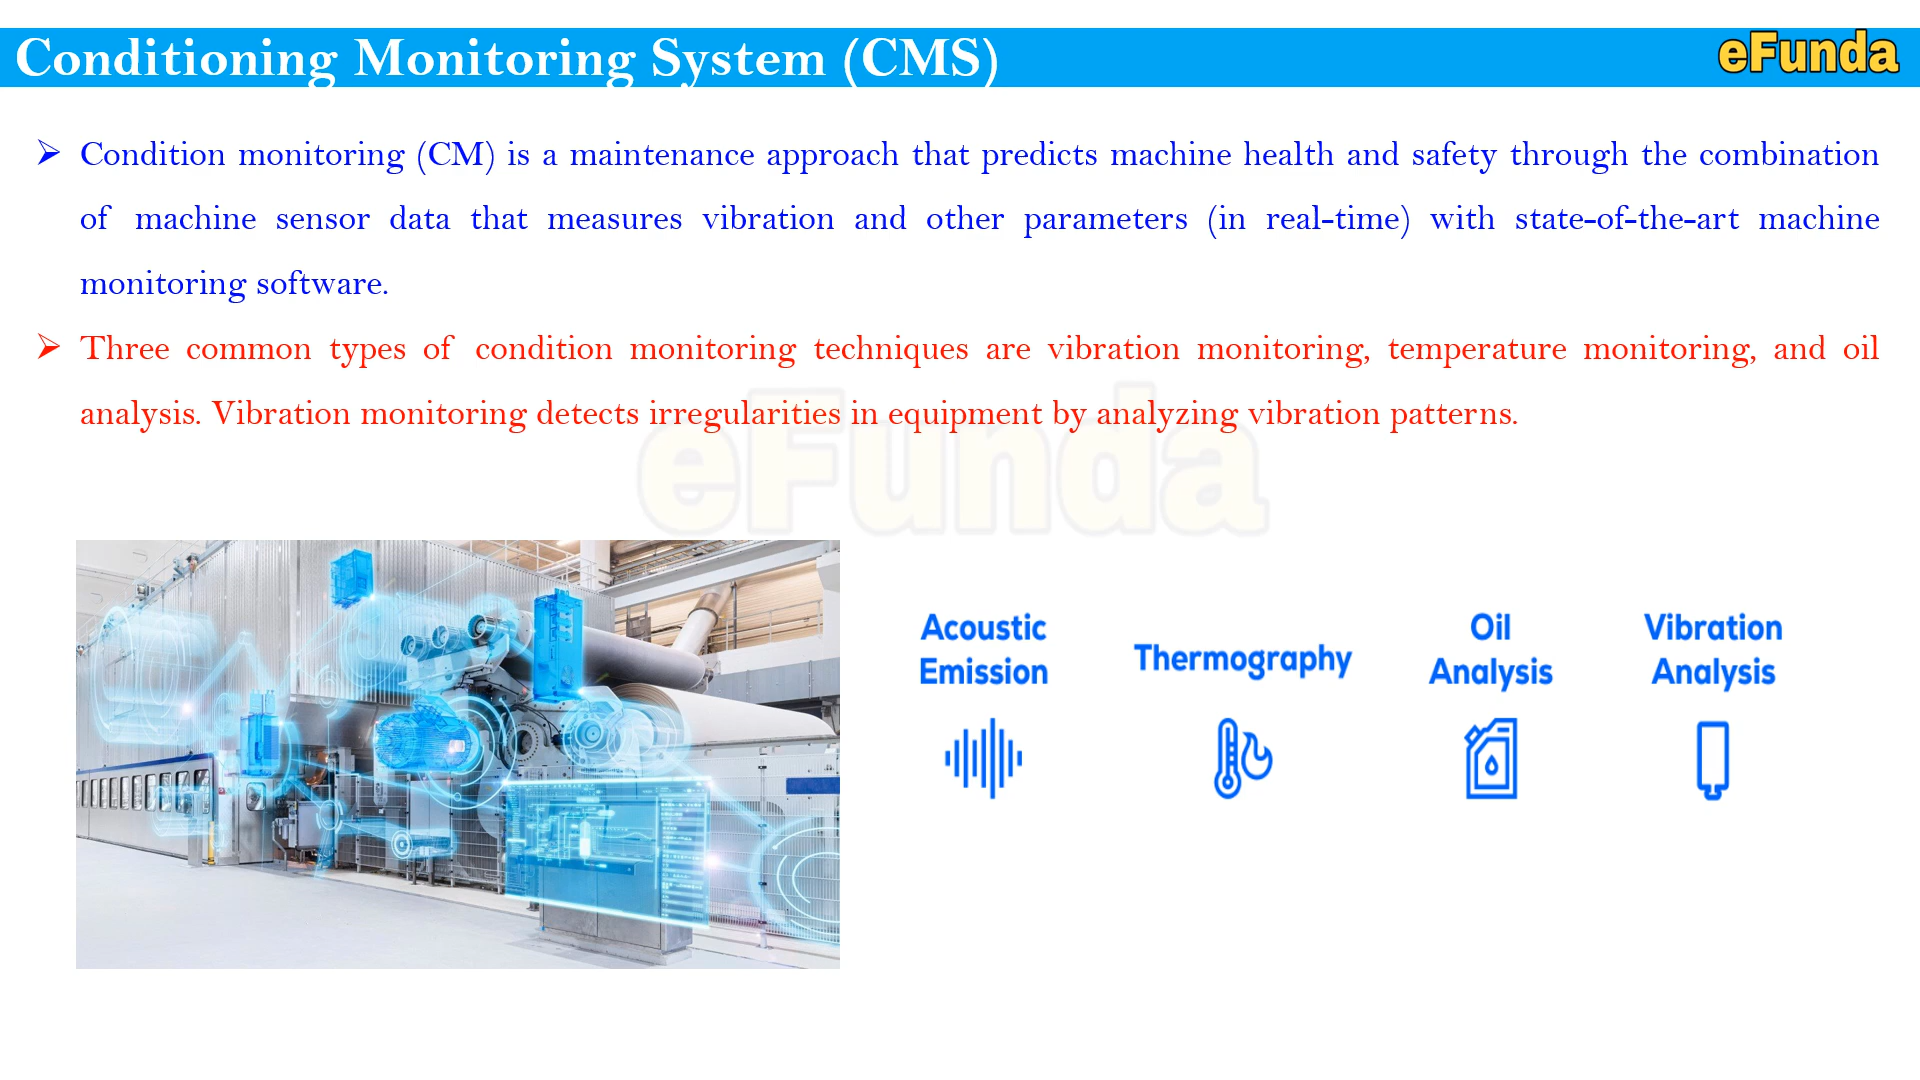 Conditioning Monitoring System (CMS)
eFunda
➢ Condition monitoring (CM) is a maintenance approach that predicts machine health and safety through the combination
of machine sensor data that measures vibration and other parameters (in real-time) with state-of-the-art machine
monitoring software.
➢ Three common types of condition monitoring techniques are vibration monitoring, temperature monitoring, and oil
analysis. Vibration monitoring detects irregularities in equipment by analyzing vibration patterns.
eFunda
Acoustic
Emission
Thermography
Oil
Analysis
Vibration
Analysis